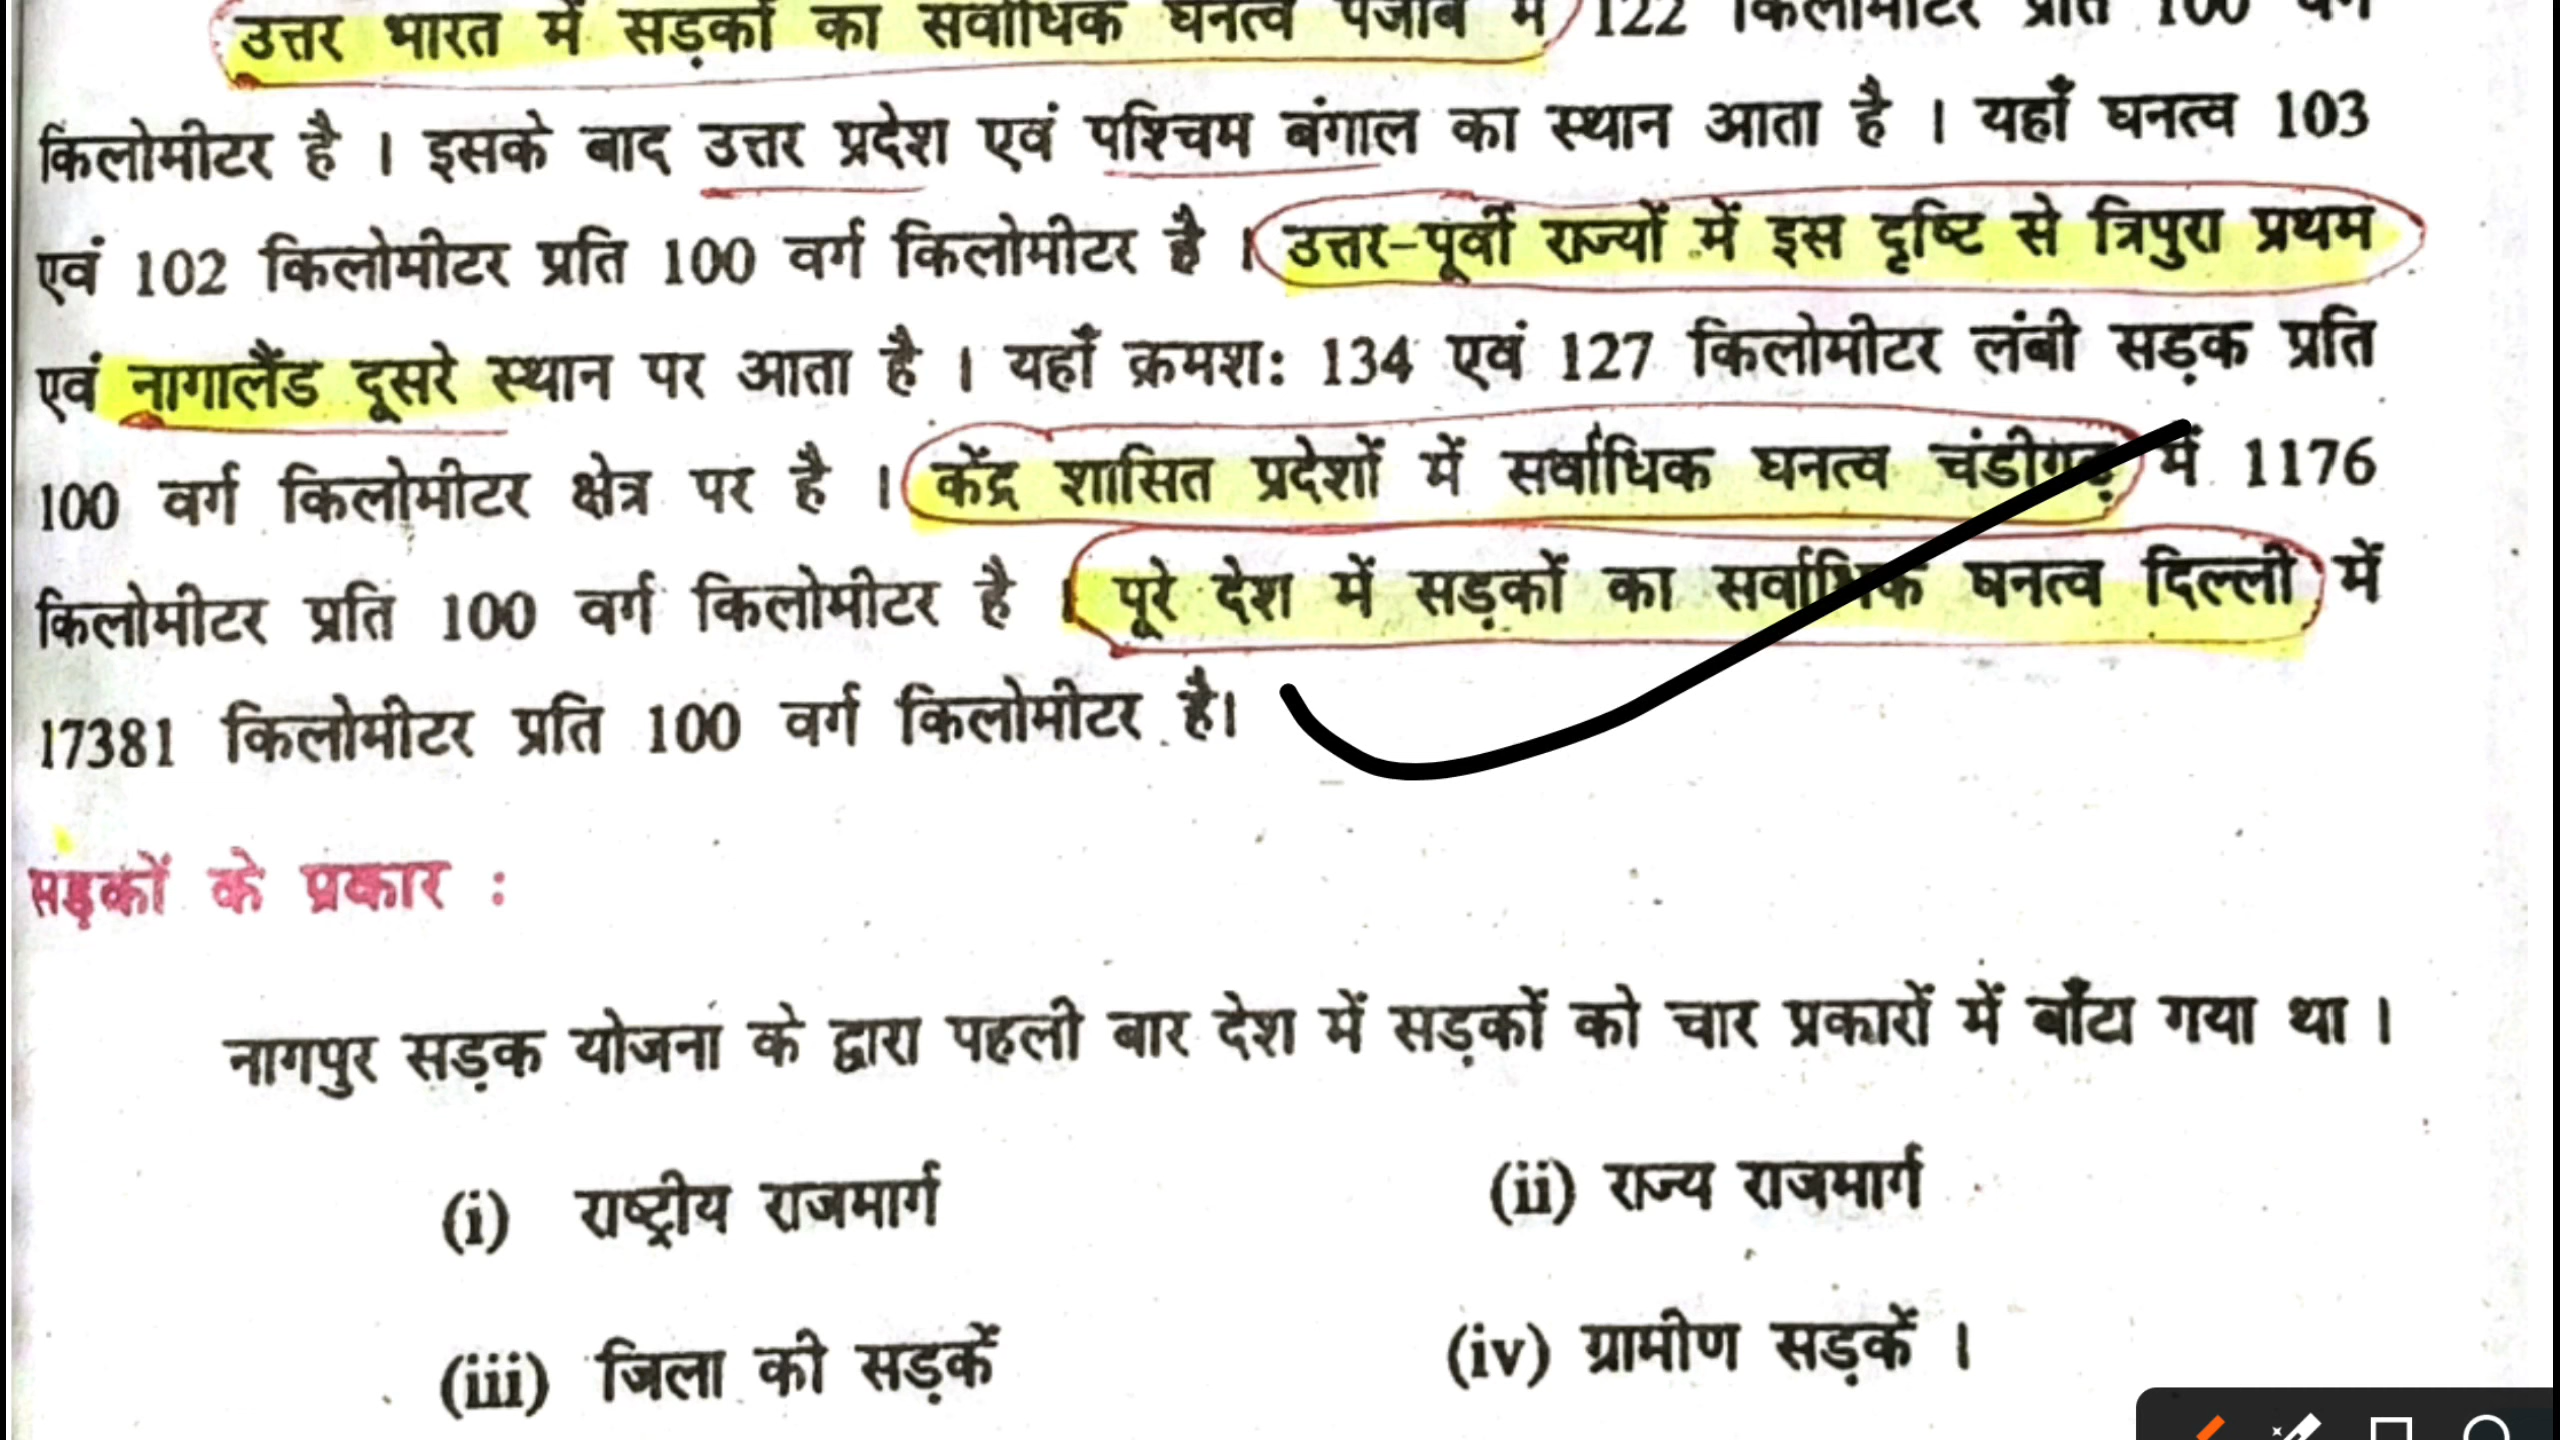 उत्तर भारत में सड़कों का सर्वाधिक घनत्व पंजाब में 122 किलोमीटर प्रति 100 वर्ग
किलोमीटर है । इसके बाद उत्तर प्रदेश एवं पश्चिम बंगाल का स्थान आता है । यहाँ घनत्व 103
एवं 102 किलोमीटर प्रति 100 वर्ग किलोमीटर है । उत्तर-पूर्वी राज्यों में इस दृष्टि से त्रिपुरा प्रथम
एवं नागालैंड दूसरे स्थान पर आता है । यहाँ क्रमश: 134 एवं 127 किलोमीटर लंबी सड़क प्रति
100 वर्ग किलोमीटर क्षेत्र पर है । केंद्र शासित प्रदेशों में सर्वाधिक घनत्व चंडीगढ़ में 1176
किलोमीटर प्रति 100 वर्ग किलोमीटर है । पूरे देश में सड़कों का सर्वाधिक घनत्व दिल्ली में
17381 किलोमीटर प्रति 100 वर्ग किलोमीटर है।
सड़कों के प्रकार :
नागपुर सड़क योजना के द्वारा पहली बार देश में सड़कों को चार प्रकारों में बाँटा गया था ।
(i) राष्ट्रीय राजमार्ग (ii) राज्य राजमार्ग
(iii) जिला की सड़कें (iv) ग्रामीण सड़कें ।